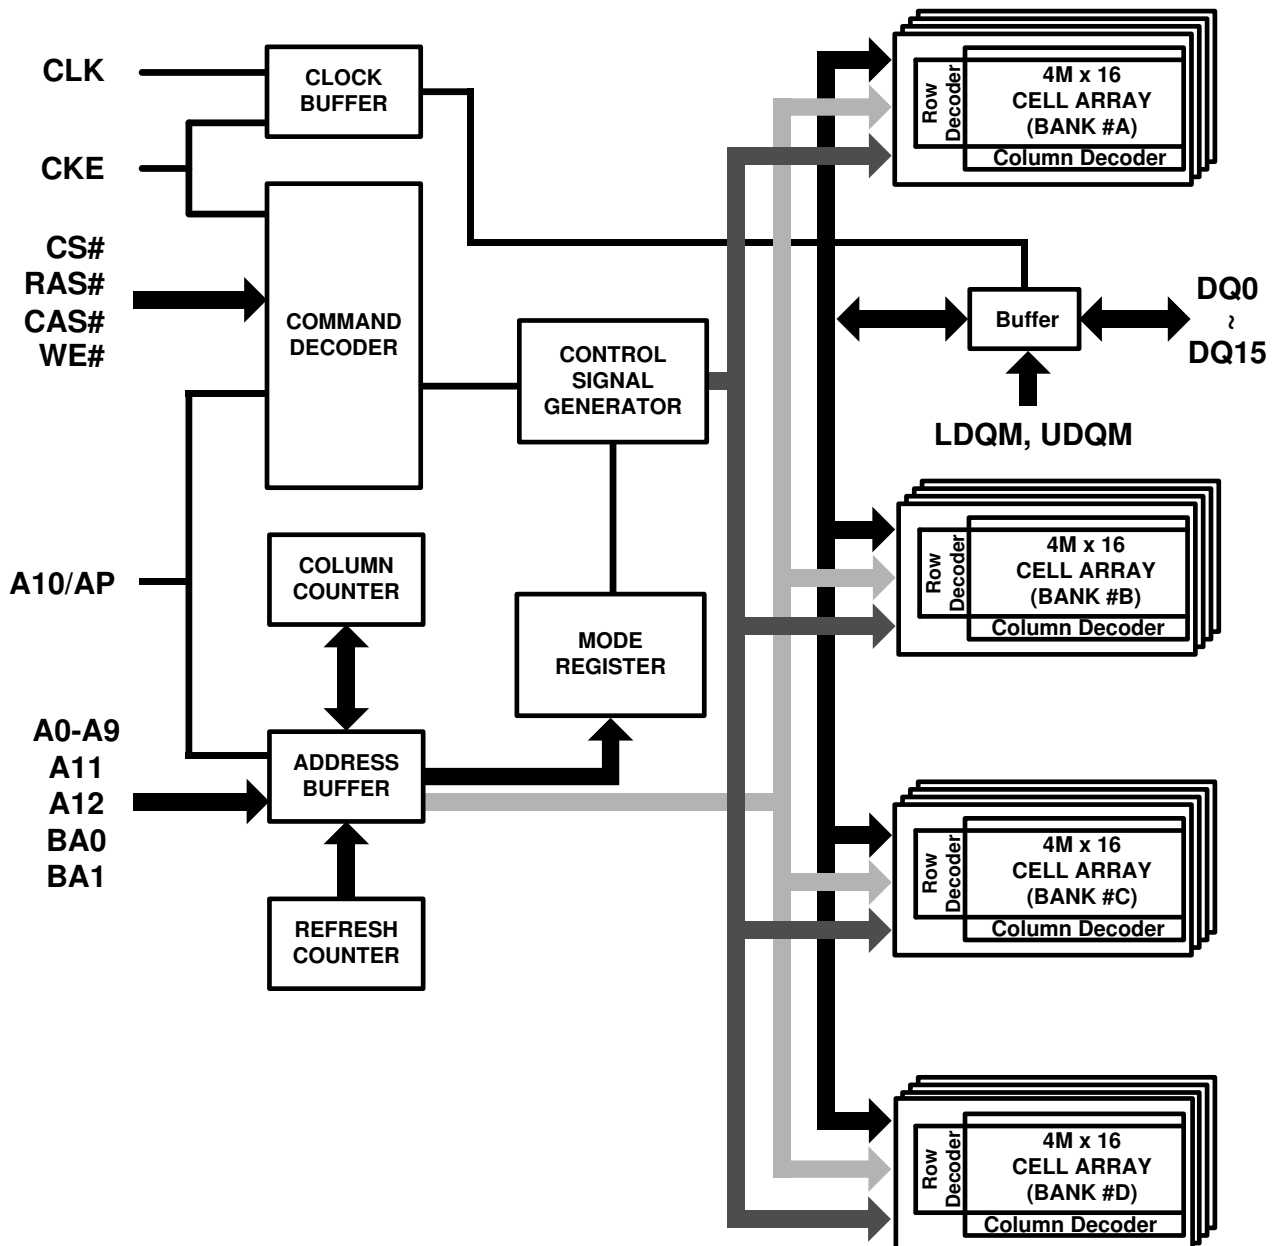 CLK
CKE
CS#
RAS#
CAS#
WE#
A10/AP
A0-A9
A11
A12
BA0
BA1
CLOCK
BUFFER
COMMAND
DECODER
COLUMN
COUNTER
ADDRESS
BUFFER
REFRESH
COUNTER
CONTROL
SIGNAL
GENERATOR
MODE
REGISTER
Row
Decoder
4M x 16
CELL ARRAY
(BANK #A)
Column Decoder
Buffer
DQ0
~
DQ15
LDQM, UDQM
Row
Decoder
4M x 16
CELL ARRAY
(BANK #B)
Column Decoder
Row
Decoder
4M x 16
CELL ARRAY
(BANK #C)
Column Decoder
Row
Decoder
4M x 16
CELL ARRAY
(BANK #D)
Column Decoder